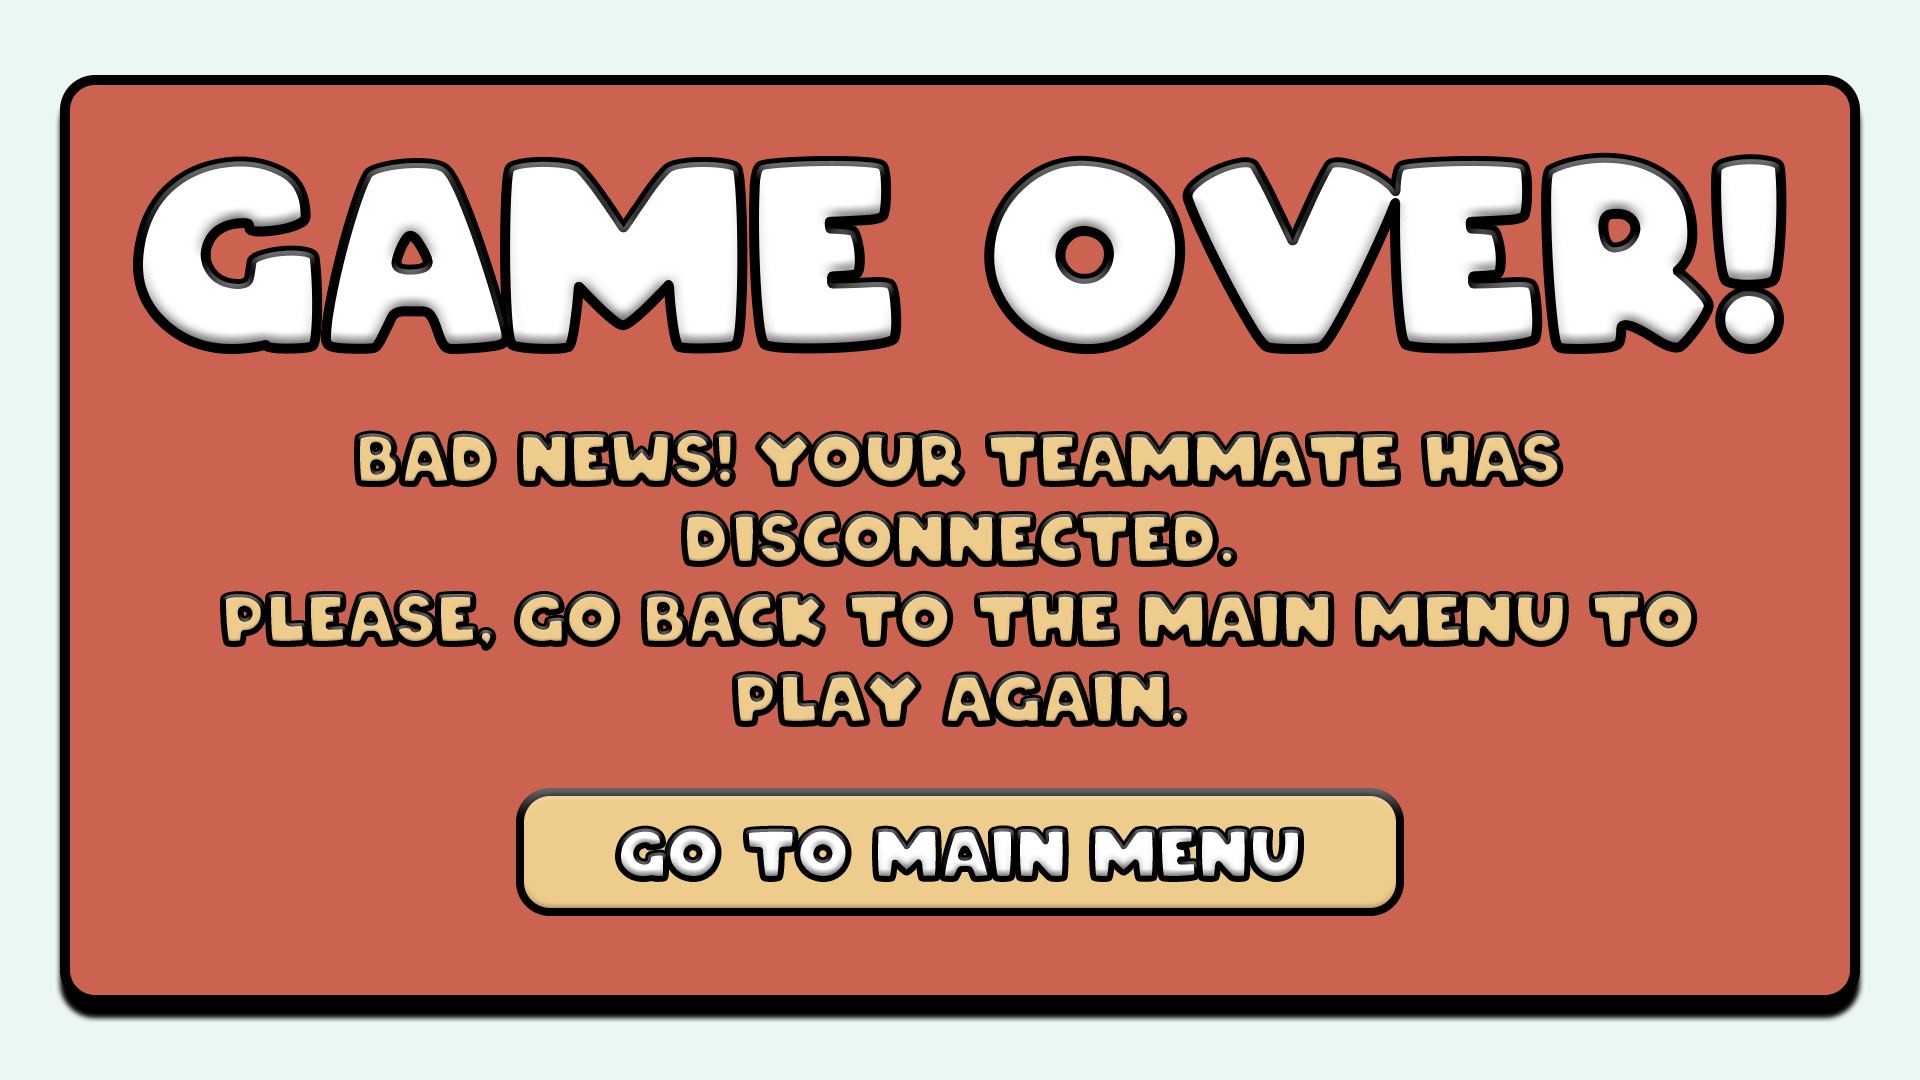 GAME OVER!
BAD NEWS! YOUR TEAMMATE HAS
DISCONNECTED.
PLEASE, GO BACK TO THE MAIN MENU TO
PLAY AGAIN.
GO TO MAIN MENU